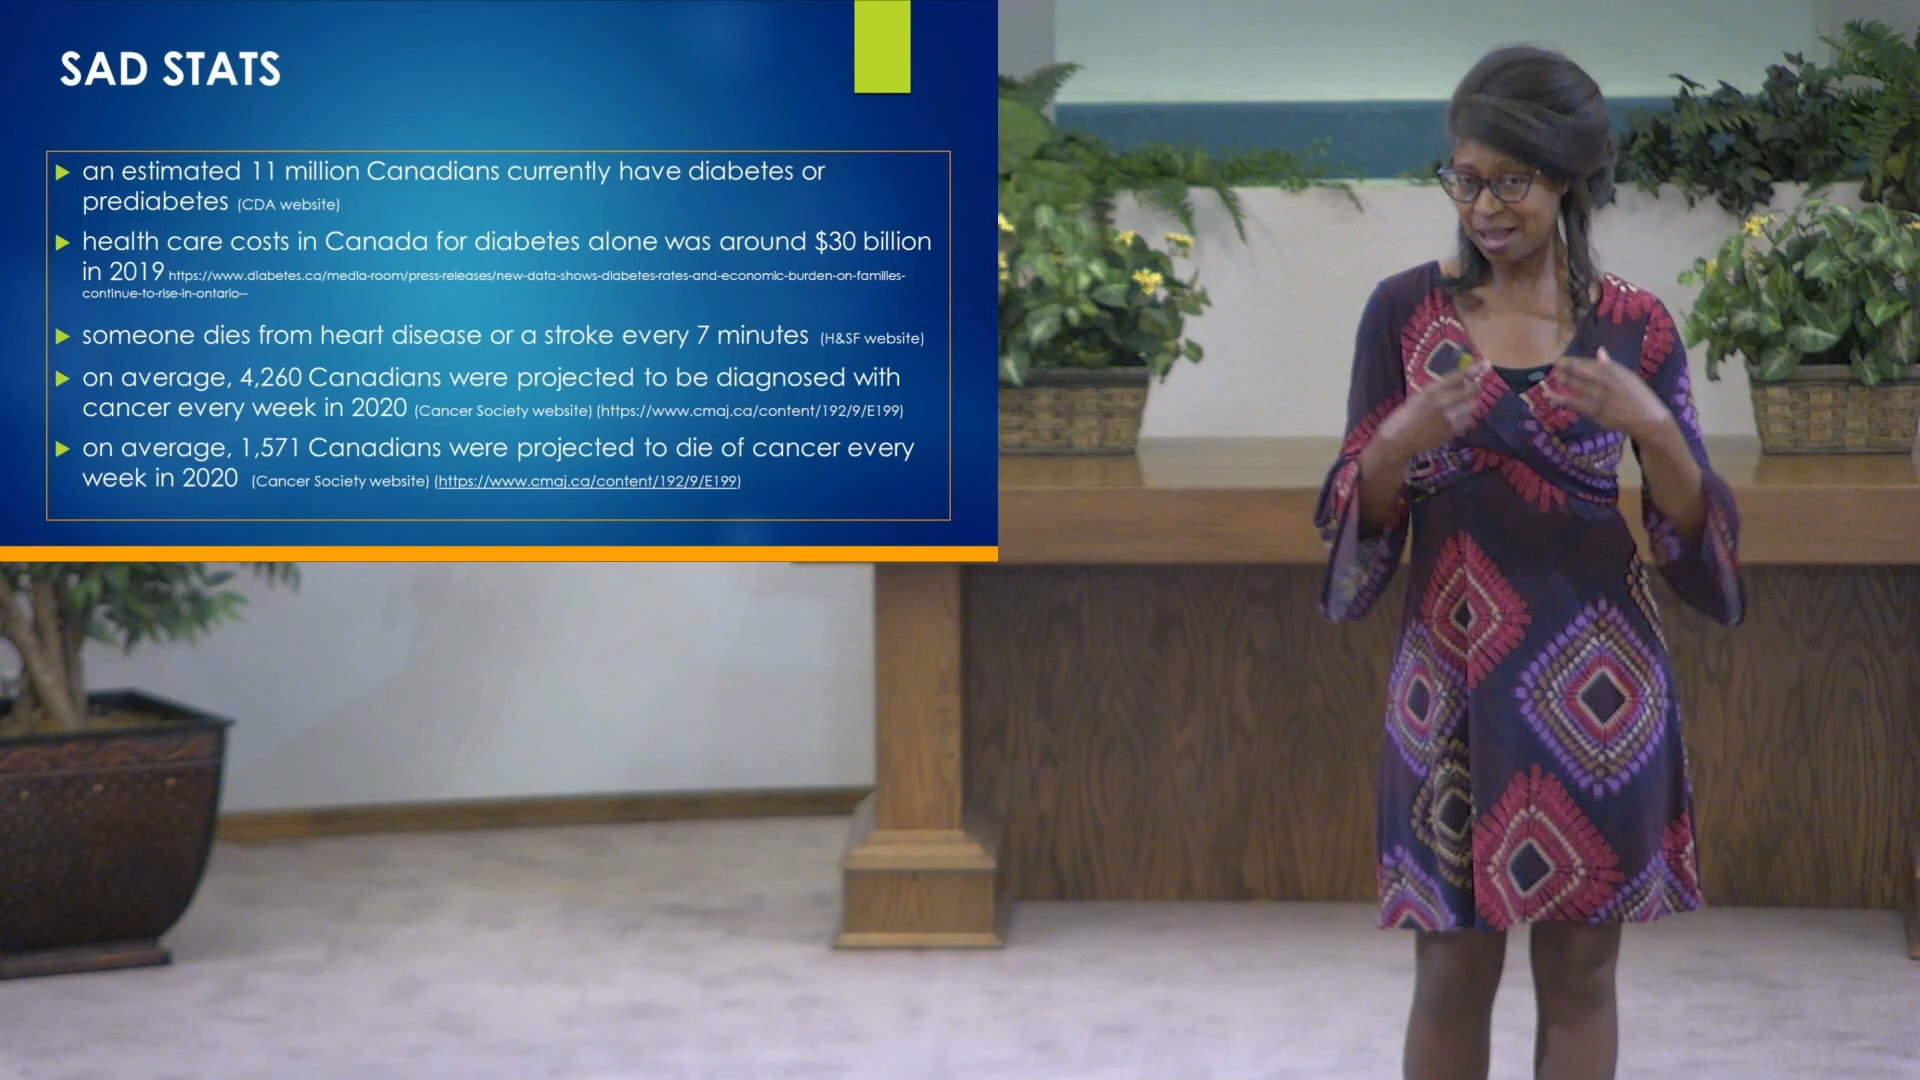 SAD STATS
an estimated 11 million Canadians currently have diabetes or
prediabetes (CDA website)
health care costs in Canada for diabetes alone was around $30 billion
in 2019 https://www.diabetes.ca/media-room/press-releases/new-data-shows-diabetes-rates-and-economic-burden-on-families-
continue-to-rise-in-ontario--
someone dies from heart disease or a stroke every 7 minutes (H&SF website)
on average, 4,260 Canadians were projected to be diagnosed with
cancer every week in 2020 (Cancer Society website) (https://www.cmaj.ca/content/192/9/E199)
on average, 1,571 Canadians were projected to die of cancer every
week in 2020 (Cancer Society website) (https://www.cmaj.ca/content/192/9/E199)